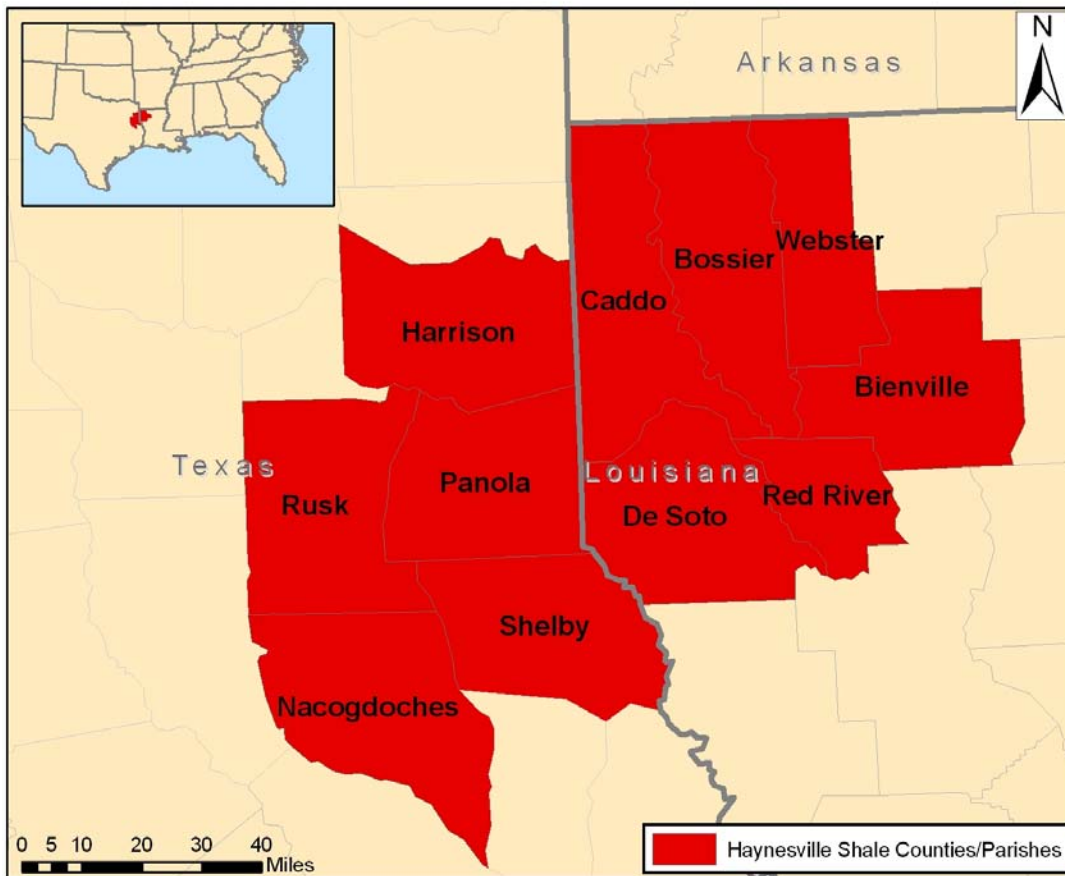 N
Arkansas
Webster
Bossier
Caddo
Harrison
Bienville
Texas
Louisiana
Panola
Red River
Rusk
De Soto
Shelby
Nacogdoches
0 5 10 20 30 40
Miles
Haynesville Shale Counties/Parishes